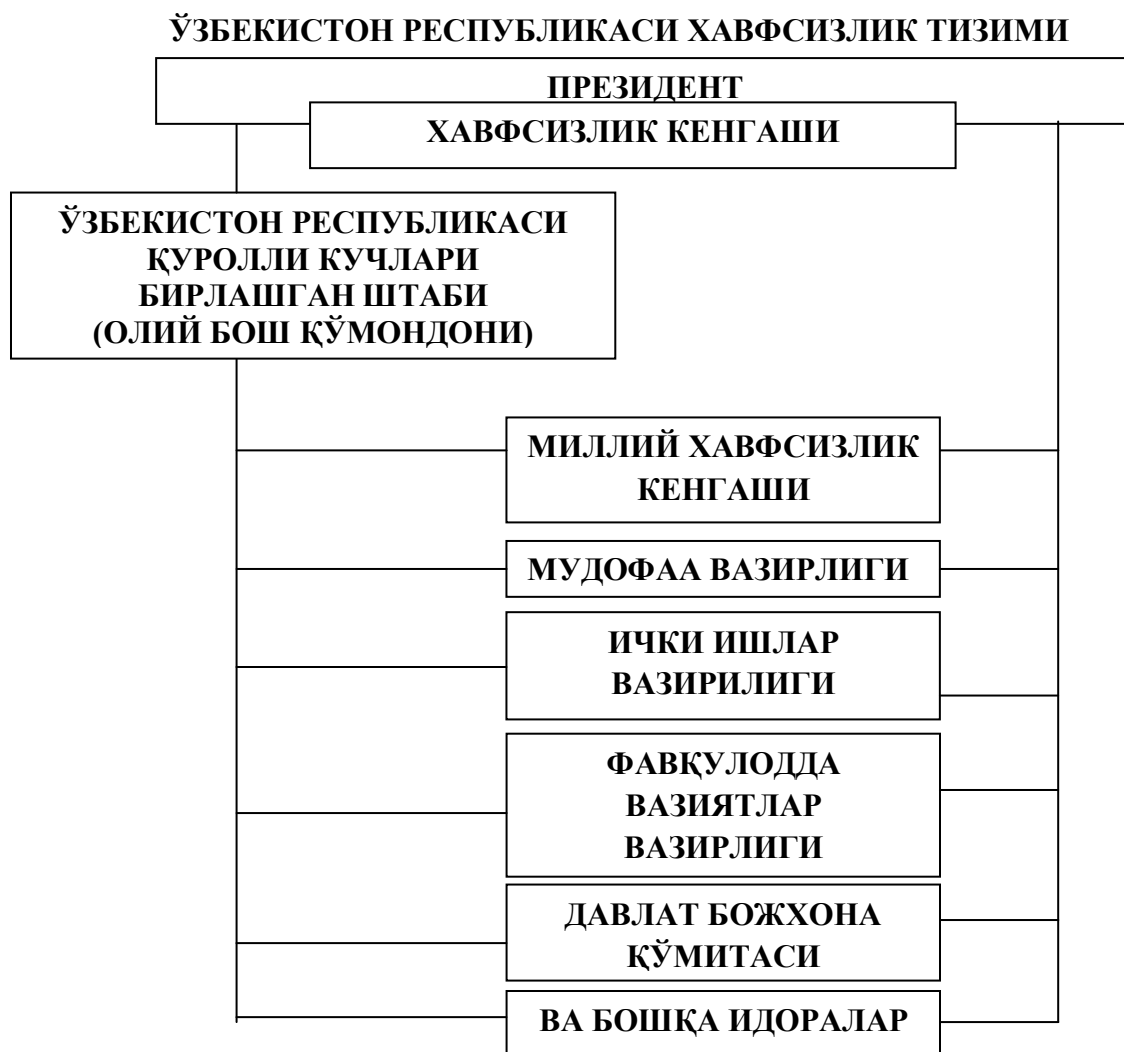 ЎЗБЕКИСТОН РЕСПУБЛИКАСИ ХАВФСИЗЛИК ТИЗИМИ
ПРЕЗИДЕНТ
ХАВФСИЗЛИК КЕНГАШИ
ЎЗБЕКИСТОН РЕСПУБЛИКАСИ
ҚУРОЛЛИ КУЧЛАРИ
БИРЛАШГАН ШТАБИ
(ОЛИЙ БОШ ҚЎМОНДОНИ)
МИЛЛИЙ ХАВФСИЗЛИК
КЕНГАШИ
МУДОФАА ВАЗИРЛИГИ
ИЧКИ ИШЛАР
ВАЗИРИЛИГИ
ФАВҚУЛОДДА
ВАЗИЯТЛАР
ВАЗИРЛИГИ
ДАВЛАТ БОЖХОНА
ҚЎМИТАСИ
ВА БОШҚА ИДОРАЛАР